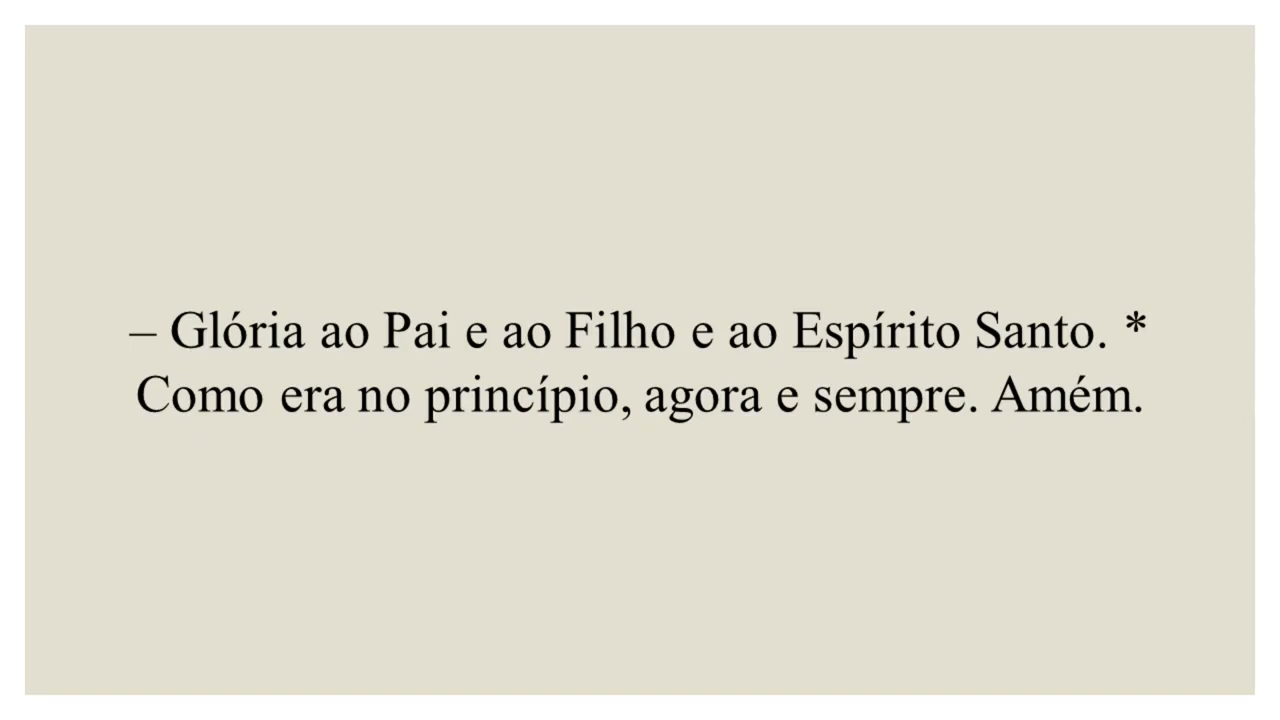 – Glória ao Pai e ao Filho e ao Espírito Santo. *
Como era no princípio, agora e sempre. Amém.